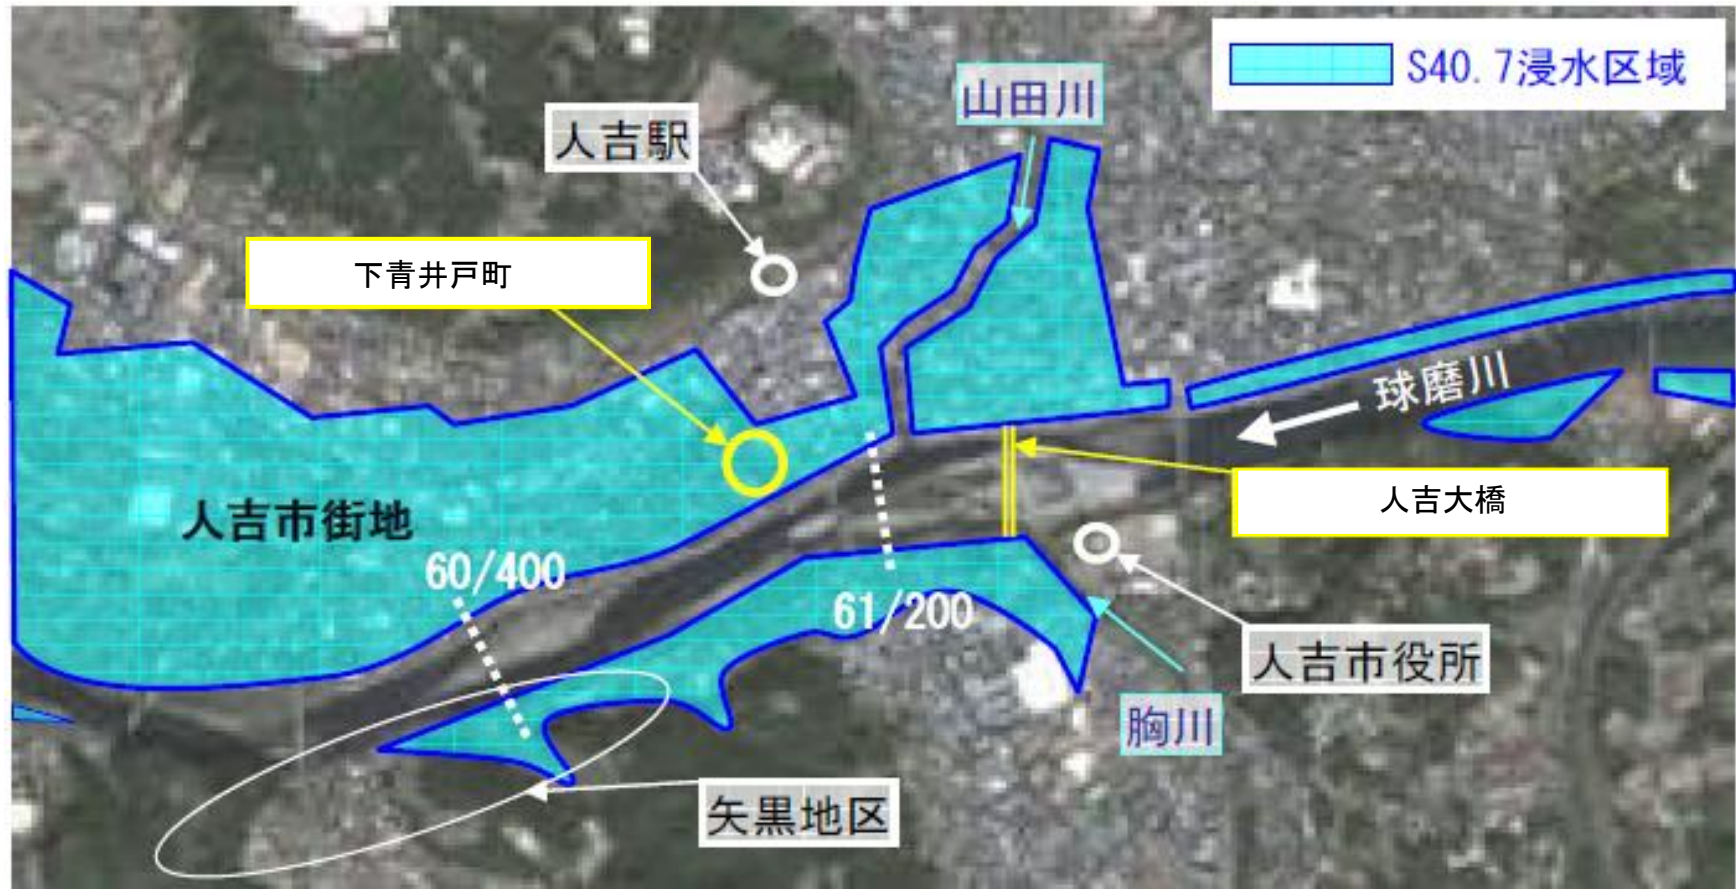 S40.7浸水区域
山田川
人吉駅
下青井戸町
球磨川
人吉大橋
人吉市街地
60/400
61/200
人吉市役所
胸川
矢黒地区